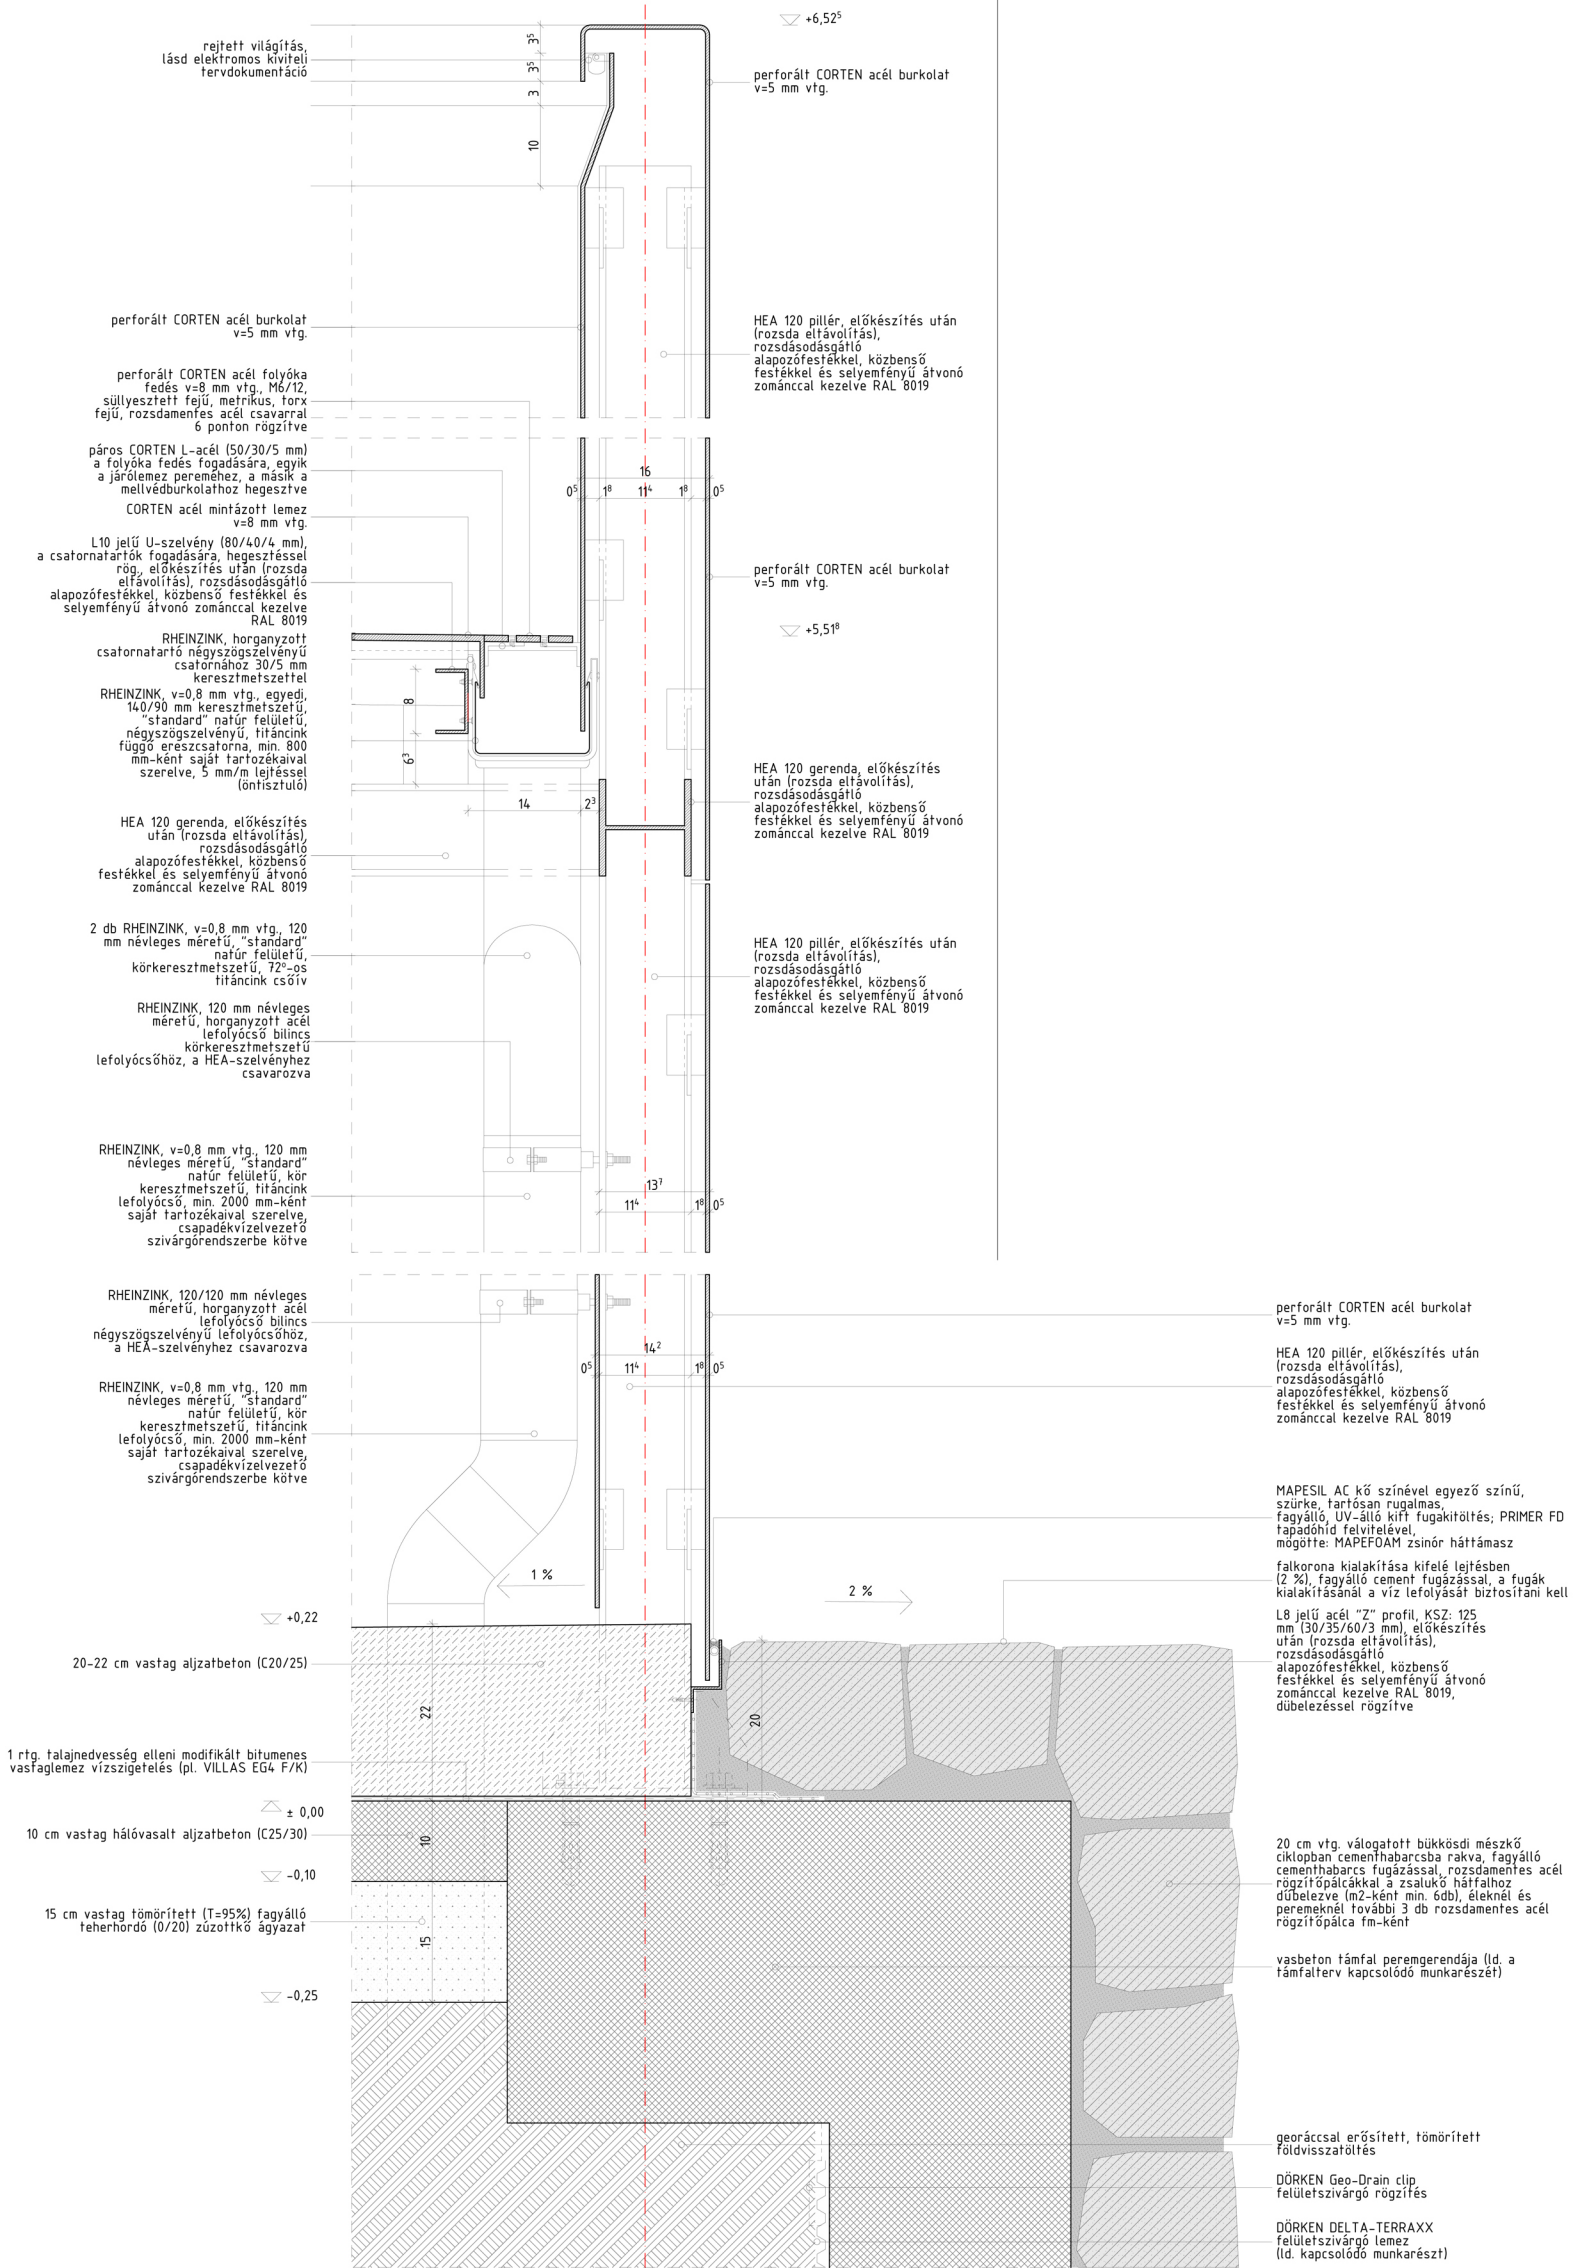 +6,52⁵
rejtett világítás,
lásd elektromos kiviteli
tervdokumentáció
3⁵
3⁵
3
10
perforált CORTEN acél burkolat
v=5 mm vtg.
perforált CORTEN acél burkolat
v=5 mm vtg.
HEA 120 pillér, előkészítés után
(rozsda eltávolítás),
rozsdásodásgátló
alapozófestékkel, közbenső
festékkel és selyemfényű átvonó
zománccal kezelve RAL 8019
perforált CORTEN acél folyóka
fedés v=8 mm vtg., M6/12,
süllyesztett fejű, metrikus, torx
fejű, rozsdamentes acél csavarral
6 ponton rögzítve
páros CORTEN L-acél (50/30/5 mm)
a folyóka fedés fogadására, egyik
a járólemez pereméhez, a másik a
mellvédburkolathoz hegesztve
16
0⁵ 1⁸ 11⁴ 1⁸ 0⁵
CORTEN acél mintázott lemez
v=8 mm vtg.
L10 jelű U-szelvény (80/40/4 mm),
a csatornatartók fogadására, hegesztéssel
rög., előkészítés után (rozsda
eltávolítás), rozsdásodásgátló
alapozófestékkel, közbenső festékkel és
selyemfényű átvonó zománccal kezelve
RAL 8019
perforált CORTEN acél burkolat
v=5 mm vtg.
+5,51⁸
RHEINZINK, horganyzott
csatornatartó négyszögszelvényű
csatornához 30/5 mm
keresztmetszettel
RHEINZINK, v=0,8 mm vtg., egyedi,
140/90 mm keresztmetszetű,
"standard" natúr felületű,
négyszögszelvényű, titáncink
függő ereszcsatorna, min. 800
mm-ként saját tartozékaival
szerelve, 5 mm/m lejtéssel
(öntisztuló)
8
6³
14 2³
HEA 120 gerenda, előkészítés
után (rozsda eltávolítás),
rozsdásodásgátló
alapozófestékkel, közbenső
festékkel és selyemfényű átvonó
zománccal kezelve RAL 8019
HEA 120 gerenda, előkészítés
után (rozsda eltávolítás),
rozsdásodásgátló
alapozófestékkel, közbenső
festékkel és selyemfényű átvonó
zománccal kezelve RAL 8019
2 db RHEINZINK, v=0,8 mm vtg., 120
mm névleges méretű, "standard"
natúr felületű,
körkeresztmetszetű, 72°-os
titáncink csőív
HEA 120 pillér, előkészítés után
(rozsda eltávolítás),
rozsdásodásgátló
alapozófestékkel, közbenső
festékkel és selyemfényű átvonó
zománccal kezelve RAL 8019
RHEINZINK, 120 mm névleges
méretű, horganyzott acél
lefolyócső bilincs
körkeresztmetszetű
lefolyócsőhöz, a HEA-szelvényhez
csavarozva
RHEINZINK, v=0,8 mm vtg., 120 mm
névleges méretű, "standard"
natúr felületű, kör
keresztmetszetű, titáncink
lefolyócső, min. 2000 mm-ként
saját tartozékaival szerelve,
csapadékvízelvezető
szivárgórendszerbe kötve
13⁷
11⁴ 1⁸ 0⁵
RHEINZINK, 120/120 mm névleges
méretű, horganyzott acél
lefolyócső bilincs
négyszögszelvényű lefolyócsőhöz,
a HEA-szelvényhez csavarozva
perforált CORTEN acél burkolat
v=5 mm vtg.
14²
0⁵ 11⁴ 1⁸ 0⁵
HEA 120 pillér, előkészítés után
(rozsda eltávolítás),
rozsdásodásgátló
alapozófestékkel, közbenső
festékkel és selyemfényű átvonó
zománccal kezelve RAL 8019
RHEINZINK, v=0,8 mm vtg., 120 mm
névleges méretű, "standard"
natúr felületű, kör
keresztmetszetű, titáncink
lefolyócső, min. 2000 mm-ként
saját tartozékaival szerelve,
csapadékvízelvezető
szivárgórendszerbe kötve
MAPESIL AC kő színével egyező színű,
szürke, tartósan rugalmas,
fagyálló, UV-álló kitt fugakitöltés; PRIMER FD
tapadóhíd felvitelével,
mögötte: MAPEFOAM zsinór háttámasz
1 %
2 %
falkorona kialakítása kifelé lejtésben
(2 %), fagyálló cement fugázással, a fugák
kialakításánál a víz lefolyását biztosítani kell
+0,22
L8 jelű acél "Z" profil, KSZ: 125
mm (30/35/60/3 mm), előkészítés
után (rozsda eltávolítás),
rozsdásodásgátló
alapozófestékkel, közbenső
festékkel és selyemfényű átvonó
zománccal kezelve RAL 8019,
dübelezéssel rögzítve
20-22 cm vastag aljzatbeton (C20/25)
22
20
1 rtg. talajnedvesség elleni modifikált bitumenes
vastaglemez vízszigetelés (pl. VILLAS EG4 F/K)
± 0,00
10 cm vastag hálóvasalt aljzatbeton (C25/30)
10
-0,10
20 cm vtg. válogatott bükkösdi mészkő
ciklopban cementhabarcsba rakva, fagyálló
cementhabarcs fugázással, rozsdamentes acél
rögzítőpálcákkal a zsalukő hátfalhoz
dűbelezve (m2-ként min. 6db), éleknél és
peremeknél további 3 db rozsdamentes acél
rögzítőpálca fm-ként
15 cm vastag tömörített (T=95%) fagyálló
teherhordó (0/20) zúzottkő ágyazat
15
-0,25
vasbeton támfal peremgerendája (ld. a
támfalterv kapcsolódó munkarészét)
georáccsal erősített, tömörített
földvisszatöltés
DÖRKEN Geo-Drain clip
felületszivárgó rögzítés
DÖRKEN DELTA-TERRAXX
felületszivárgó lemez
(ld. kapcsolódó munkarészt)